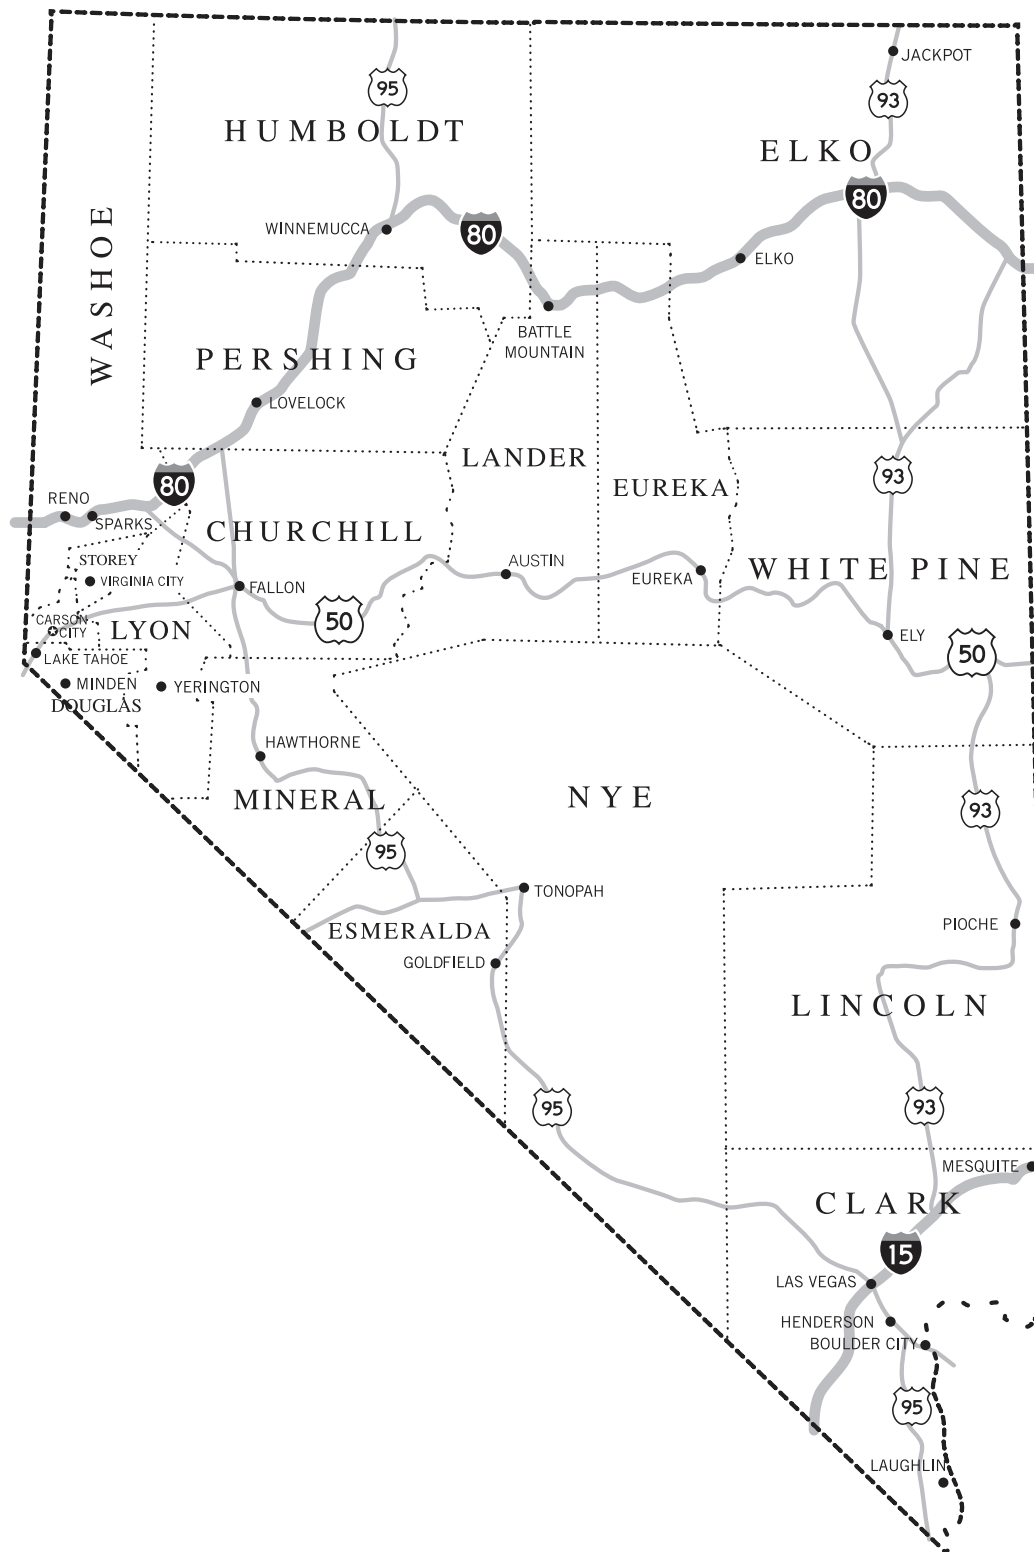 JACKPOT
95
93
HUMBOLDT
ELKO
80
WASHOE
WINNEMUCCA
80
ELKO
BATTLE
MOUNTAIN
PERSHING
LOVELOCK
LANDER
93
80
EUREKA
RENO
SPARKS
CHURCHILL
STOREY
AUSTIN
WHITE PINE
VIRGINIA CITY
EUREKA
FALLON
CARSON
CITY
LYON
50
ELY
50
LAKE TAHOE
MINDEN
YERINGTON
DOUGLAS
HAWTHORNE
MINERAL
NYE
93
95
TONOPAH
ESMERALDA
PIOCHE
GOLDFIELD
LINCOLN
95
93
MESQUITE
CLARK
15
LAS VEGAS
HENDERSON
BOULDER CITY
95
LAUGHLIN